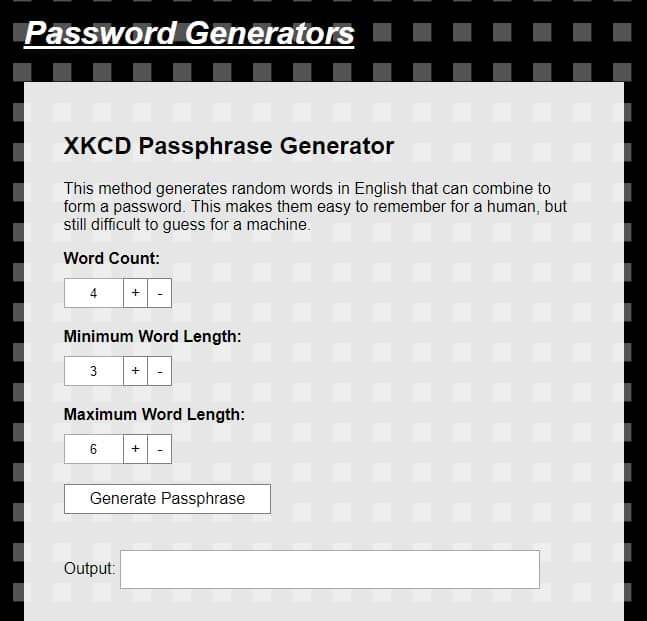 Password Generators
XKCD Passphrase Generator
This method generates random words in English that can combine to
form a password. This makes them easy to remember for a human, but
still difficult to guess for a machine.
Word Count:
4 + -
Minimum Word Length:
3 + -
Maximum Word Length:
6 + -
Generate Passphrase
Output: